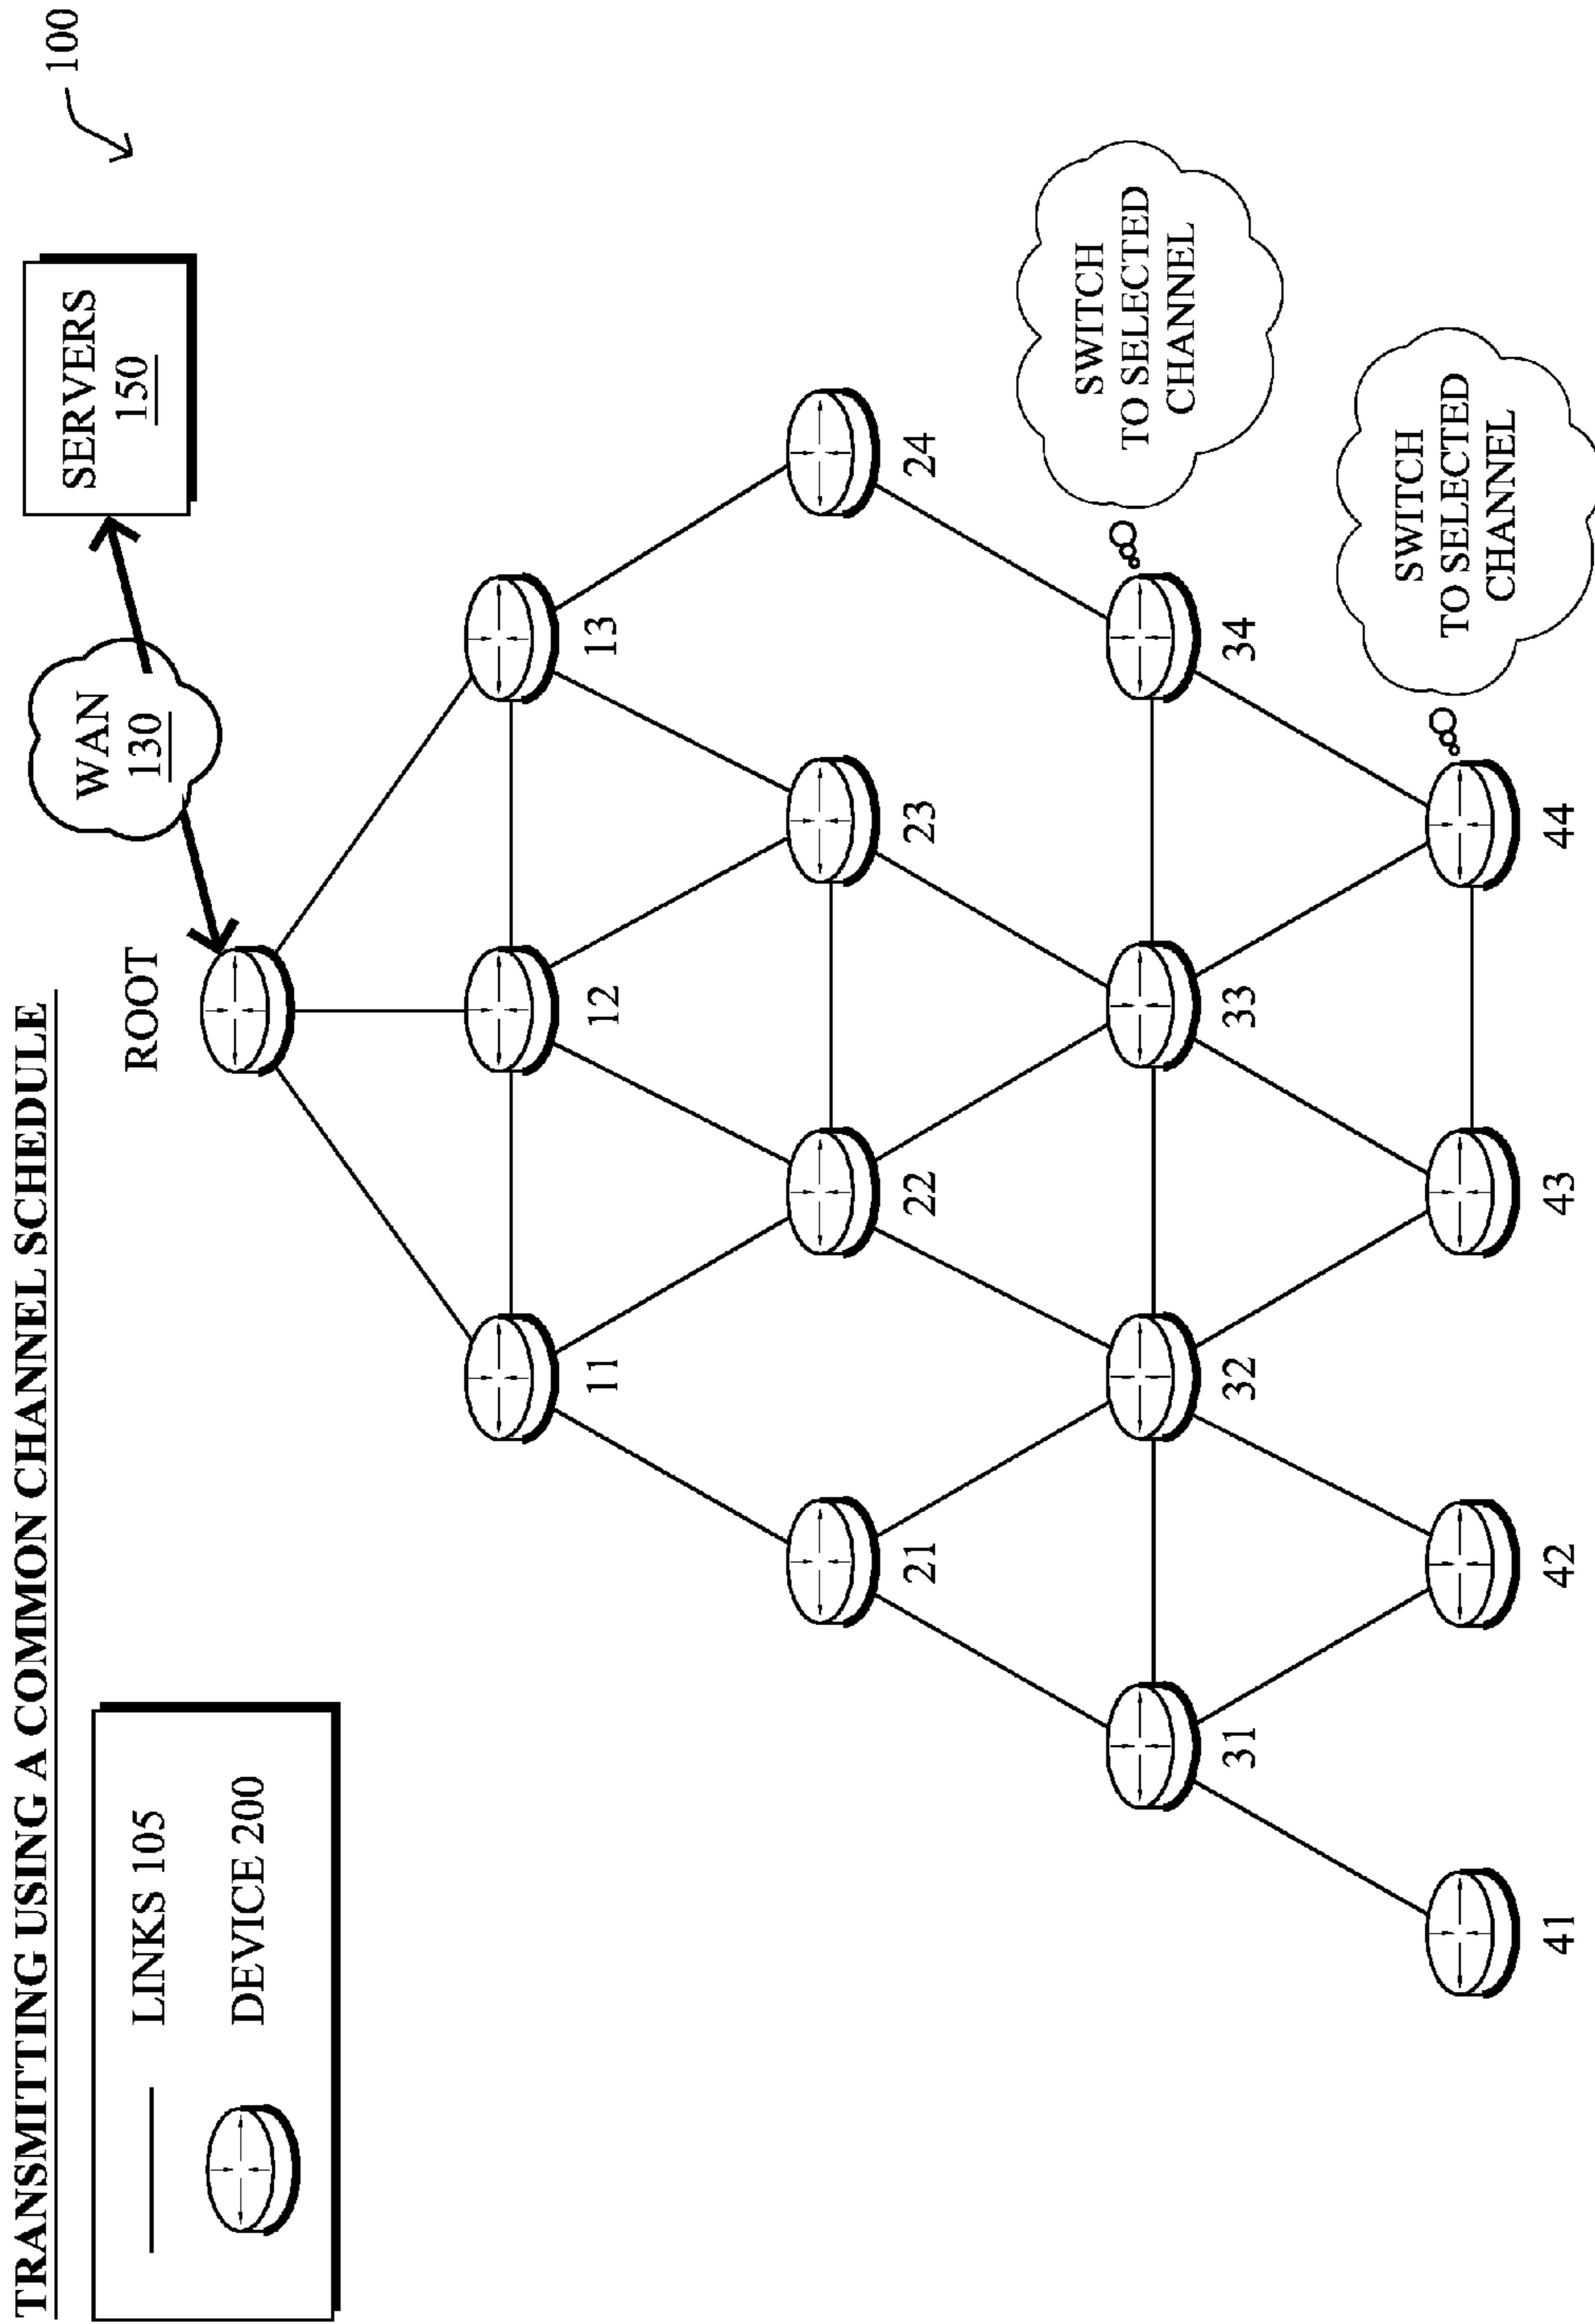 TRANSMITTING USING A COMMON CHANNEL SCHEDULE
100
LINKS 105
DEVICE 200
WAN
130
SERVERS
150
ROOT
11
12
13
21
22
23
24
31
32
33
34
SWITCH
TO SELECTED
CHANNEL
41
42
43
44
SWITCH
TO SELECTED
CHANNEL